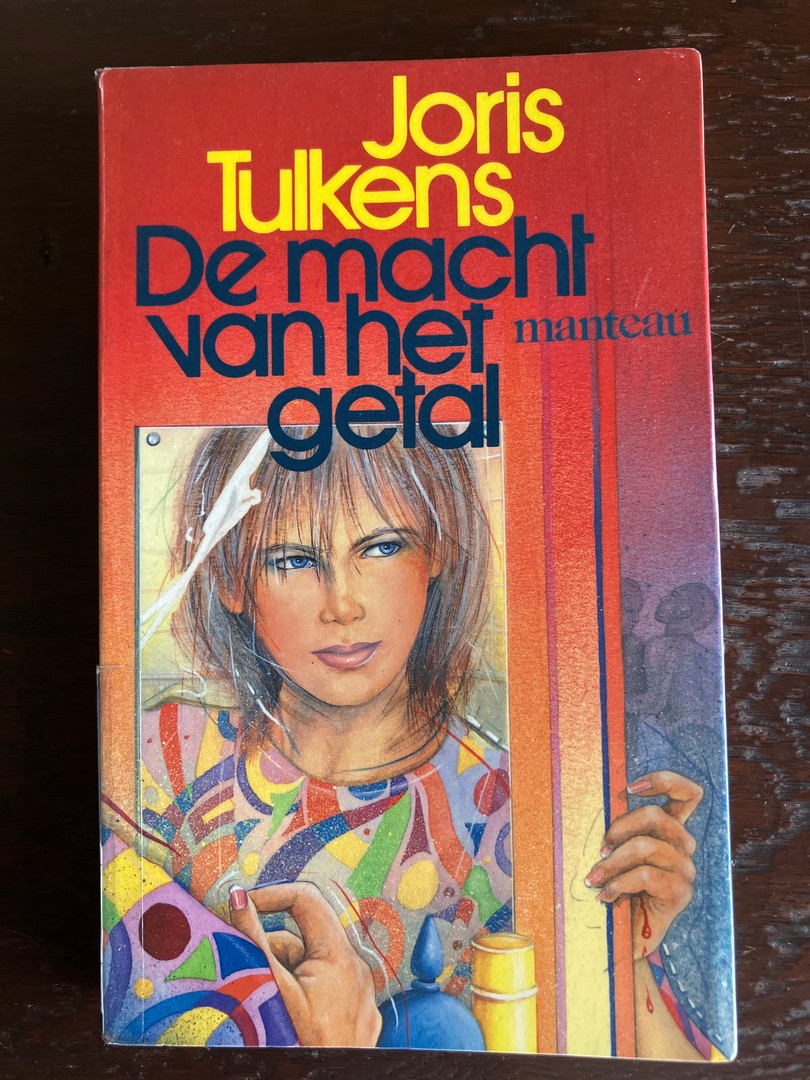 Joris
Tulkens
De macht
van het
getal
manteau